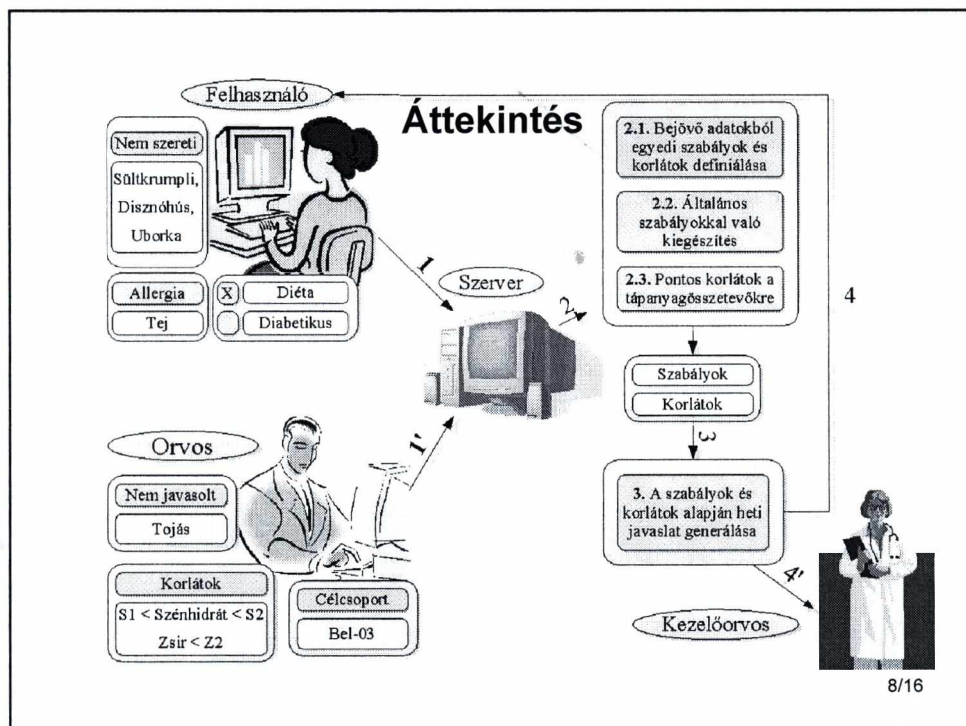 Áttekintés
Felhasználó
Nem szereti
Sültkrumpli,
Disznóhús,
Uborka
Allergia
Tej
X Diéta
Diabetikus
1
Szerver
2
2.1. Bejövő adatokból
egyedi szabályok és
korlátok definiálása
2.2. Általános
szabályokkal való
kiegészítés
2.3. Pontos korlátok a
tápanyagösszetevőkre
4
Szabályok
Korlátok
3
Orvos
1'
Nem javasolt
Tojás
Korlátok
S1 < Szénhidrát < S2
Zsir < Z2
Célcsoport
Bel-03
3. A szabályok és
korlátok alapján heti
javaslat generálása
4'
Kezelőorvos
8/16